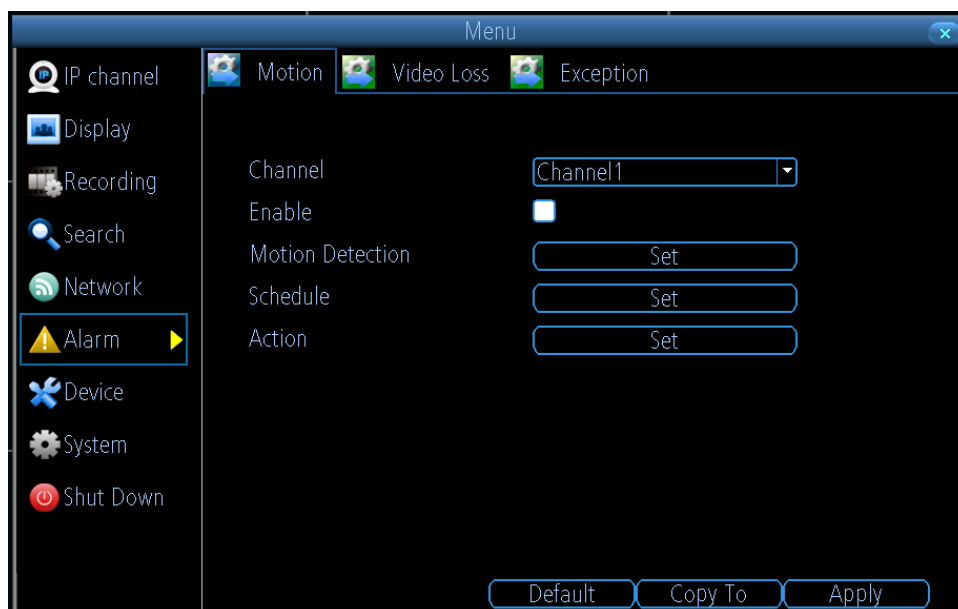 Menu
IP channel
Display
Recording
Search
Network
Alarm
Device
System
Shut Down
Motion Video Loss Exception
Channel Channel1
Enable
Motion Detection Set
Schedule Set
Action Set
Default Copy To Apply